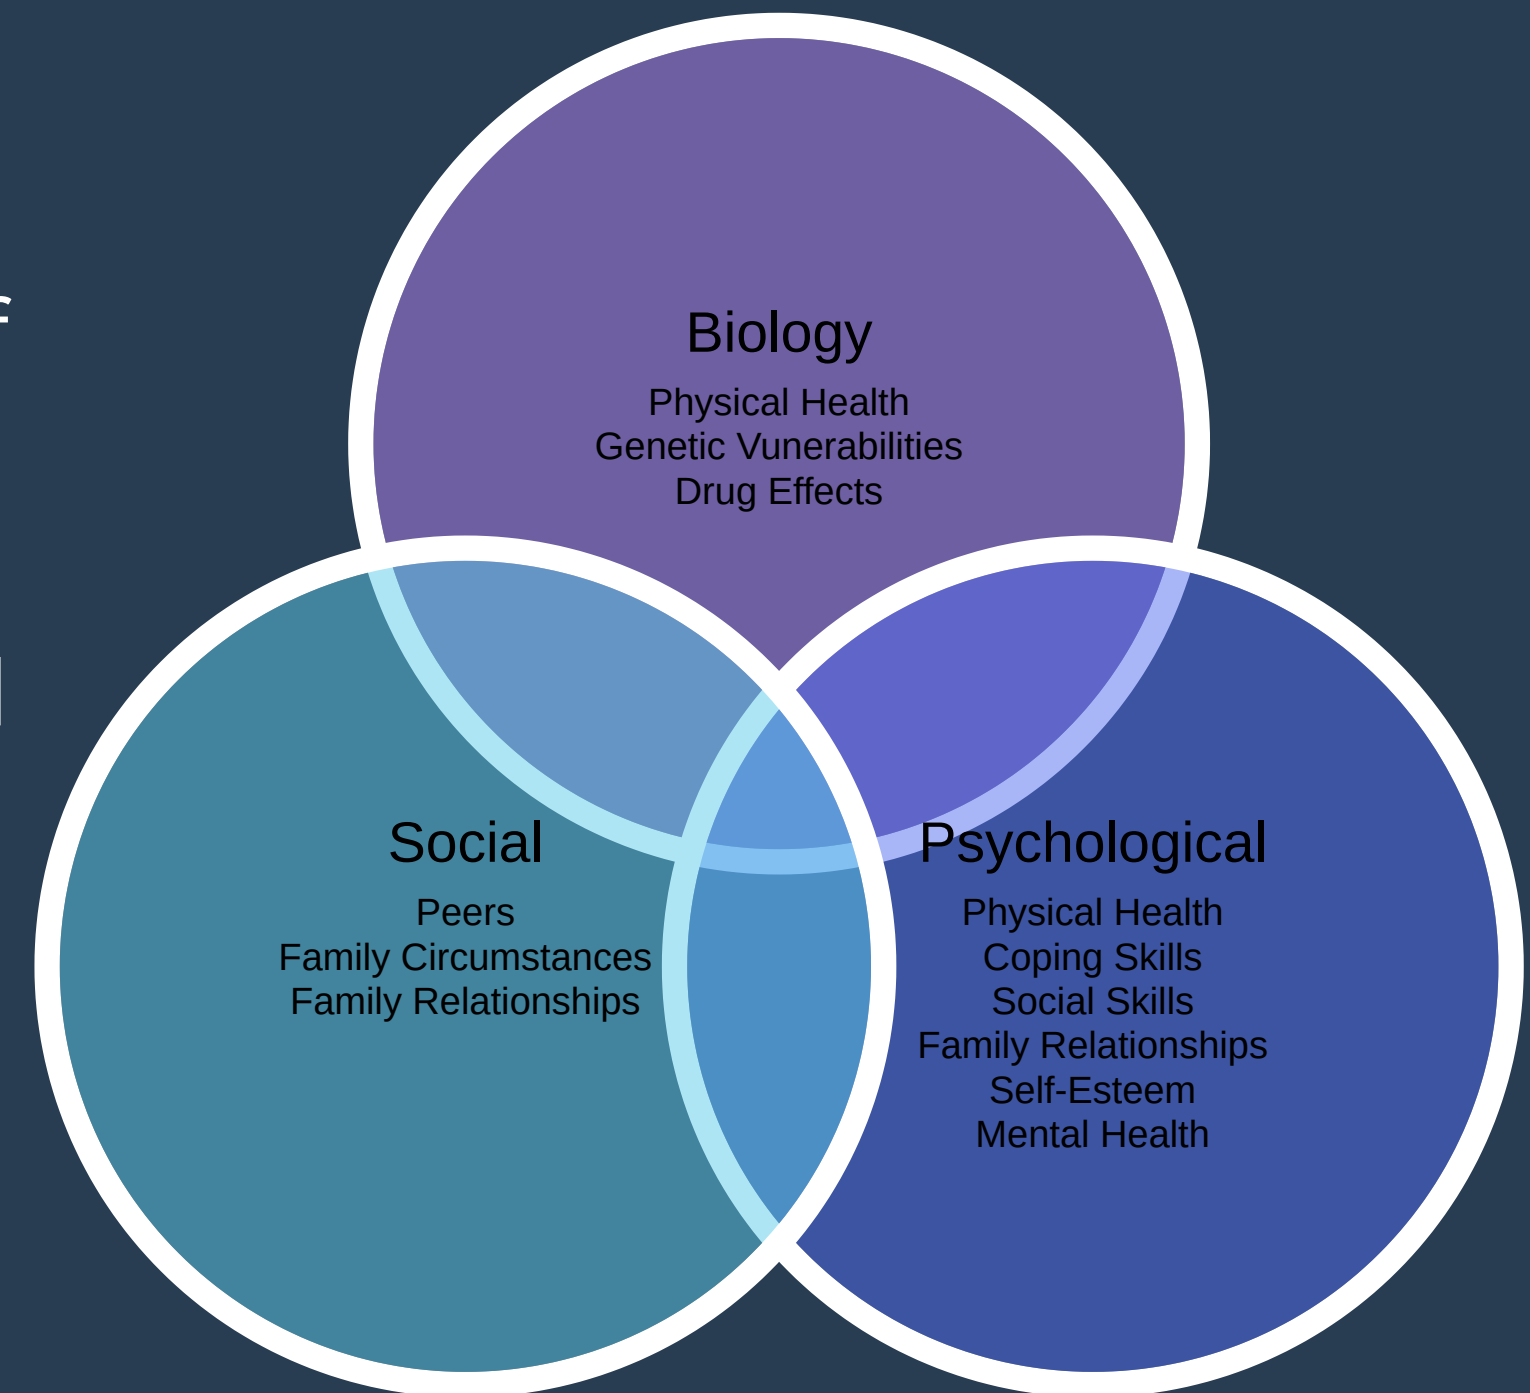 Biology
Physical Health
Genetic Vunerabilities
Drug Effects
Social
Peers
Family Circumstances
Family Relationships
Psychological
Physical Health
Coping Skills
Social Skills
Family Relationships
Self-Esteem
Mental Health